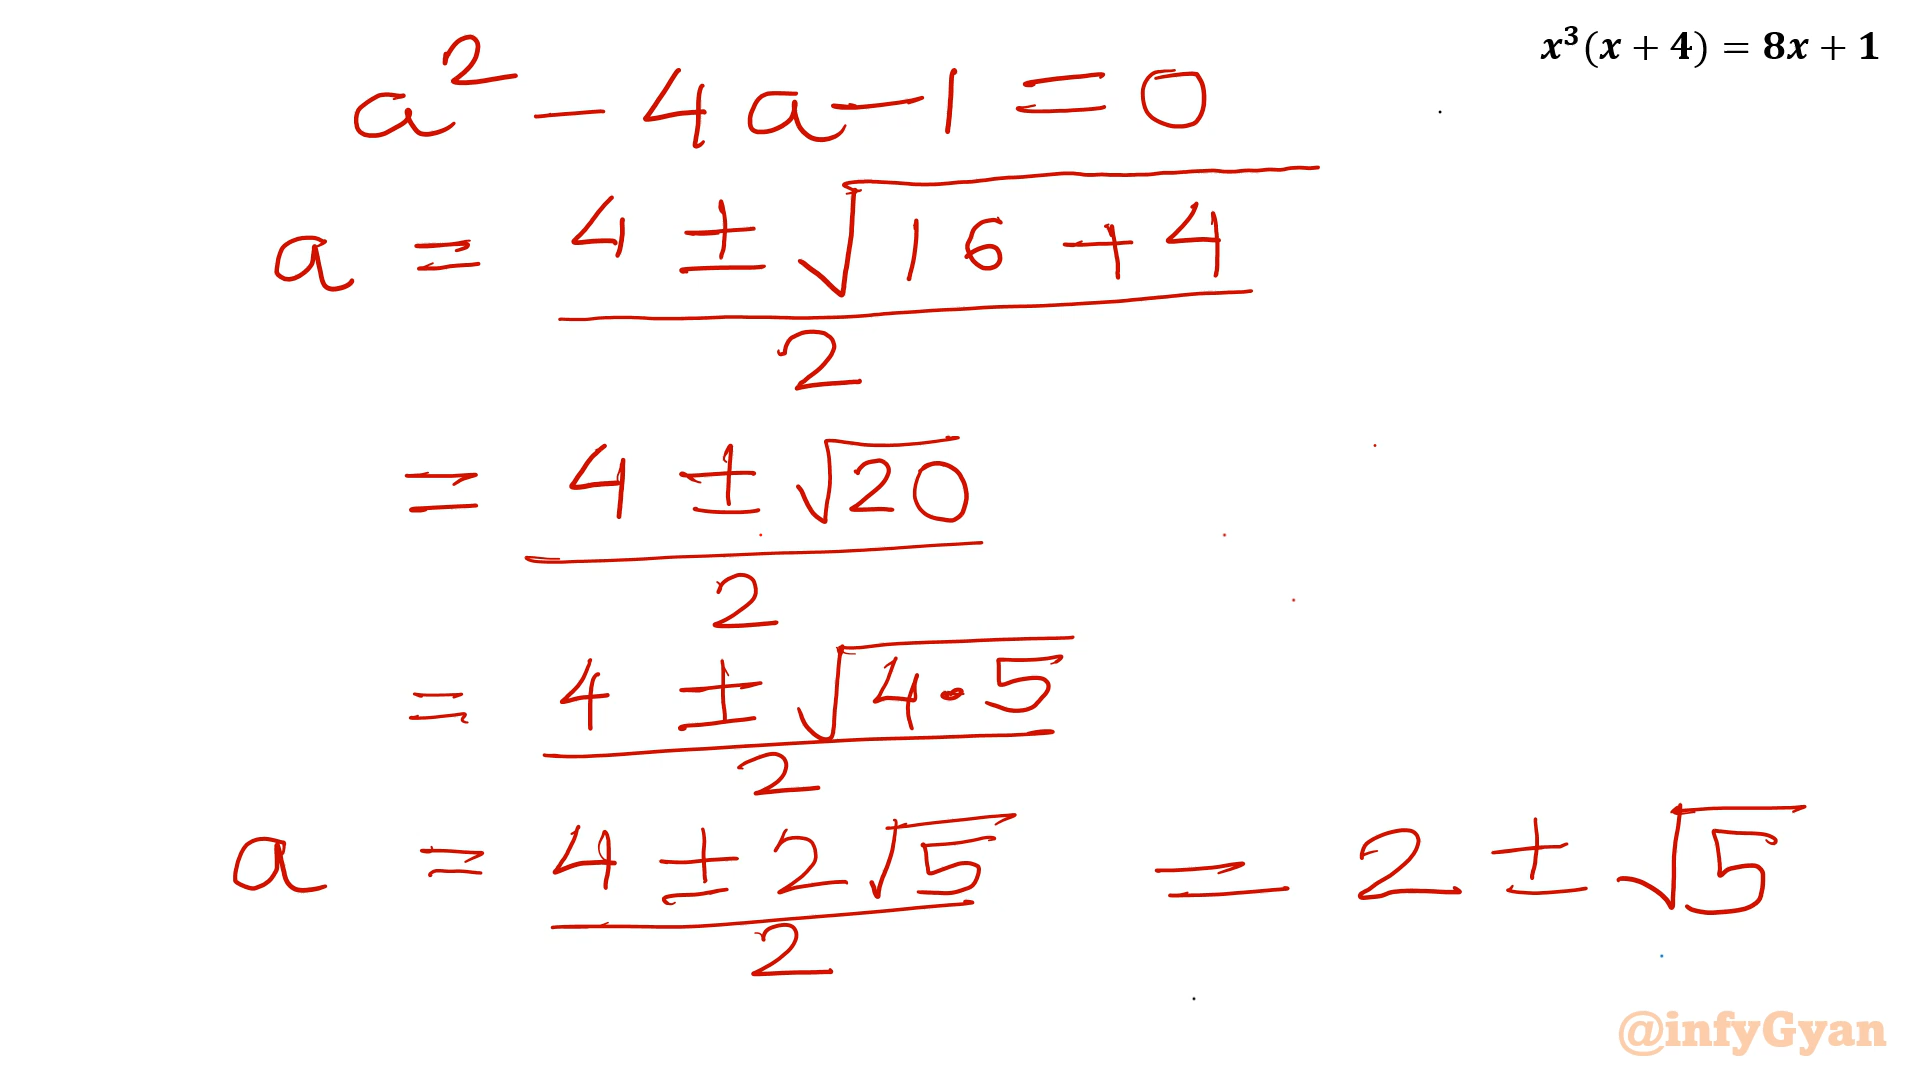 x³(x + 4) = 8x + 1
a² - 4a - 1 = 0
a = (4 ± √(16 + 4))/2
= (4 ± √20)/2
= (4 ± √(4·5))/2
a = (4 ± 2√5)/2 = 2 ± √5
@infyGyan